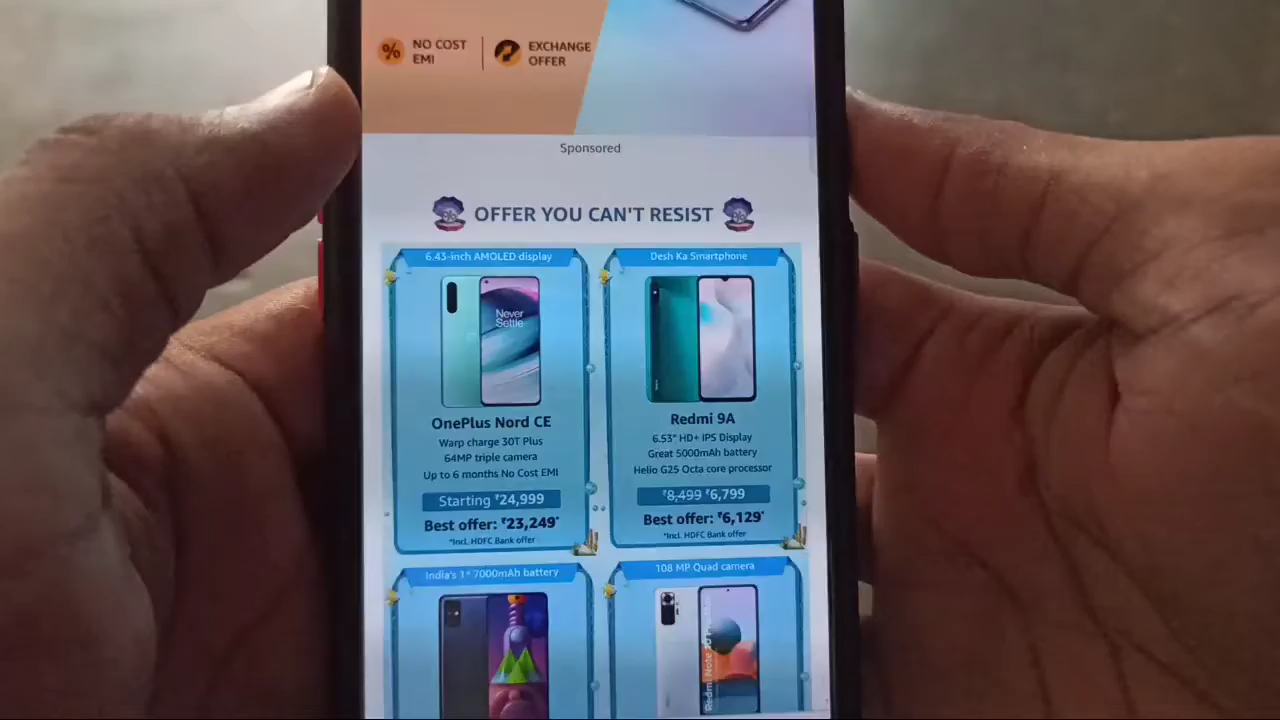 NO COST
EMI
EXCHANGE
OFFER
Sponsored
OFFER YOU CAN'T RESIST
6.43-inch AMOLED display
Never
Settle
OnePlus Nord CE
Warp charge 30T Plus
64MP triple camera
Up to 6 months No Cost EMI
Starting ₹24,999
Best offer: ₹23,249*
*Incl. HDFC Bank offer
Desh Ka Smartphone
Redmi 9A
6.53" HD+ IPS Display
Great 5000mAh battery
Helio G25 Octa core processor
₹8,499 ₹6,799
Best offer: ₹6,129*
*Incl. HDFC Bank offer
India's 1st 7000mAh battery
108 MP Quad camera